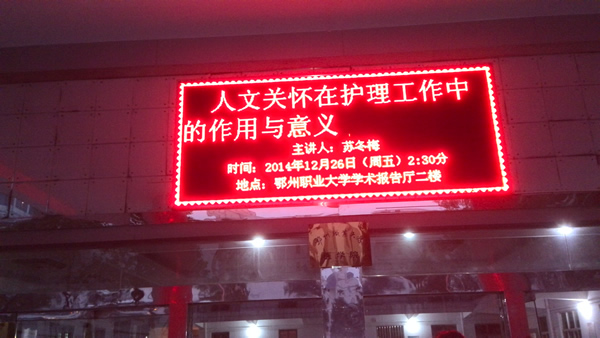 人文关怀在护理工作中
的作用与意义
主讲人：苏冬梅
时间：2014年12月26日（周五）2:30分
地点：鄂州职业大学学术报告厅二楼